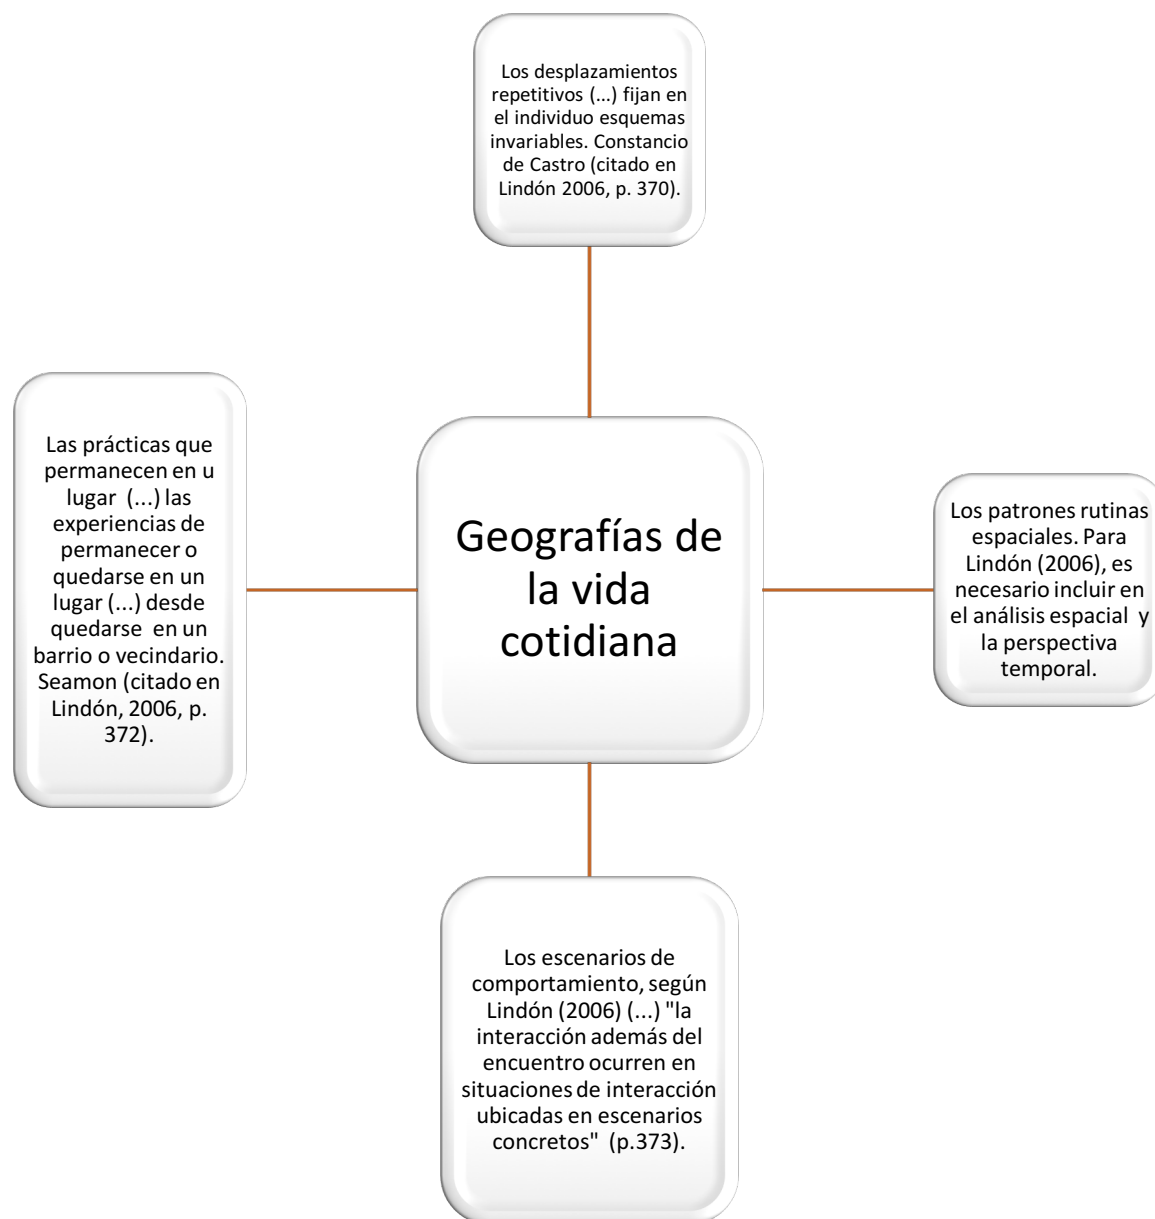 Los desplazamientos
repetitivos (...) fijan en
el individuo esquemas
invariables. Constancio
de Castro (citado en
Lindón 2006, p. 370).
Las prácticas que
permanecen en u
lugar (...) las
experiencias de
permanecer o
quedarse en un
lugar (...) desde
quedarse en un
barrio o vecindario.
Seamon (citado en
Lindón, 2006, p.
372).
Geografías de
la vida
cotidiana
Los patrones rutinas
espaciales. Para
Lindón (2006), es
necesario incluir en
el análisis espacial y
la perspectiva
temporal.
Los escenarios de
comportamiento, según
Lindón (2006) (...) "la
interacción además del
encuentro ocurren en
situaciones de interacción
ubicadas en escenarios
concretos" (p.373).